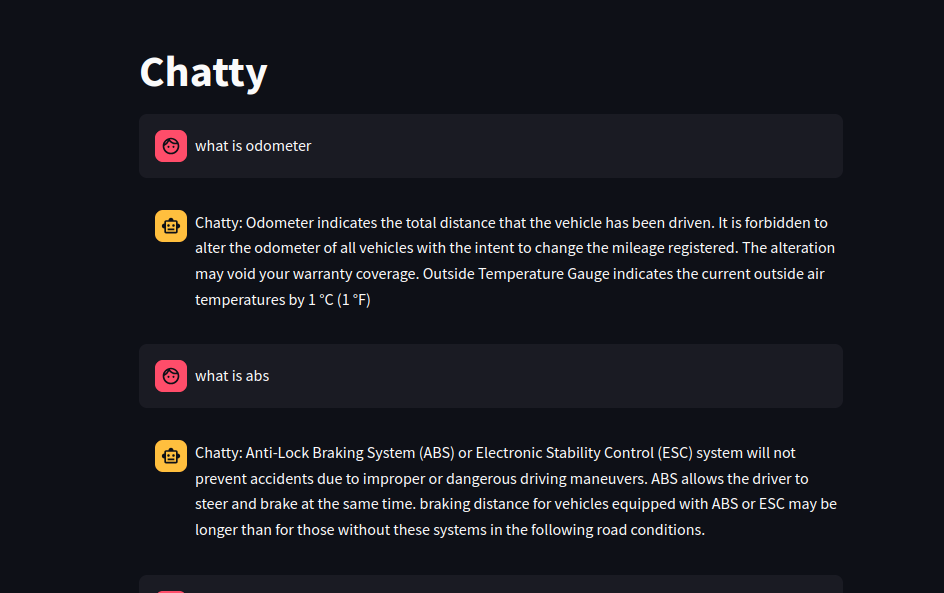 Chatty
what is odometer
Chatty: Odometer indicates the total distance that the vehicle has been driven. It is forbidden to
alter the odometer of all vehicles with the intent to change the mileage registered. The alteration
may void your warranty coverage. Outside Temperature Gauge indicates the current outside air
temperatures by 1 °C (1 °F)
what is abs
Chatty: Anti-Lock Braking System (ABS) or Electronic Stability Control (ESC) system will not
prevent accidents due to improper or dangerous driving maneuvers. ABS allows the driver to
steer and brake at the same time. braking distance for vehicles equipped with ABS or ESC may be
longer than for those without these systems in the following road conditions.